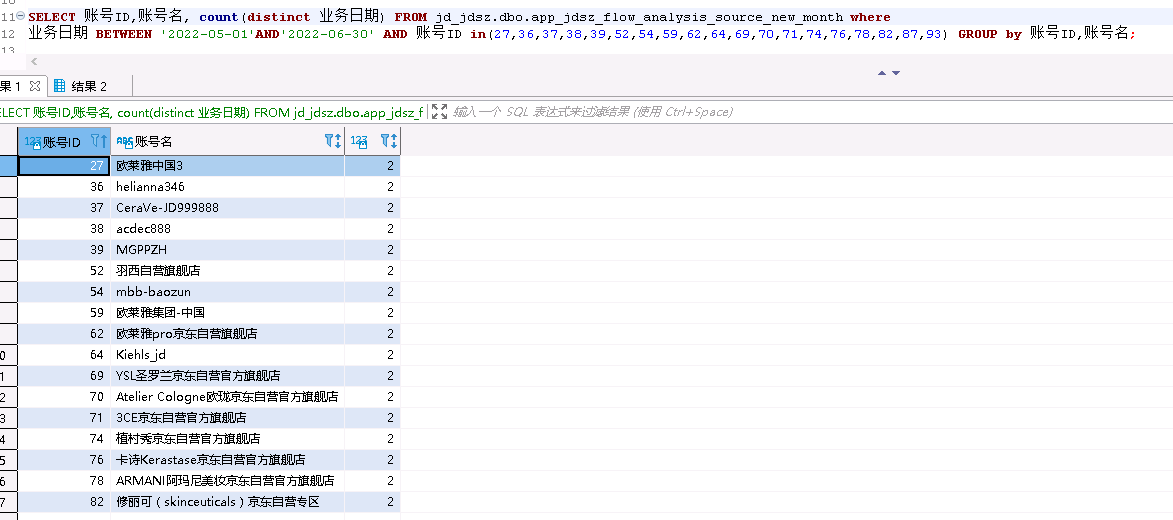 11 SELECT 账号ID,账号名, count(distinct 业务日期) FROM jd_jdsz.dbo.app_jdsz_flow_analysis_source_new_month where
12 业务日期 BETWEEN '2022-05-01'AND'2022-06-30' AND 账号ID in(27,36,37,38,39,52,54,59,62,64,69,70,71,74,76,78,82,87,93) GROUP by 账号ID,账号名;
13
果 1 结果 2
ELECT 账号ID,账号名, count(distinct 业务日期) FROM jd_jdsz.dbo.app_jdsz_f 输入一个 SQL 表达式来过滤结果 (使用 Ctrl+Space)
123 账号ID ABC 账号名 123
27 欧莱雅中国3 2
36 helianna346 2
37 CeraVe-JD999888 2
38 acdec888 2
39 MGPPZH 2
52 羽西自营旗舰店 2
54 mbb-baozun 2
59 欧莱雅集团-中国 2
62 欧莱雅pro京东自营旗舰店 2
0 64 Kiehls_jd 2
1 69 YSL圣罗兰京东自营官方旗舰店 2
2 70 Atelier Cologne欧珑京东自营官方旗舰店 2
3 71 3CE京东自营官方旗舰店 2
4 74 植村秀京东自营官方旗舰店 2
5 76 卡诗Kerastase京东自营官方旗舰店 2
6 78 ARMANI阿玛尼美妆京东自营官方旗舰店 2
7 82 修丽可（skinceuticals）京东自营专区 2